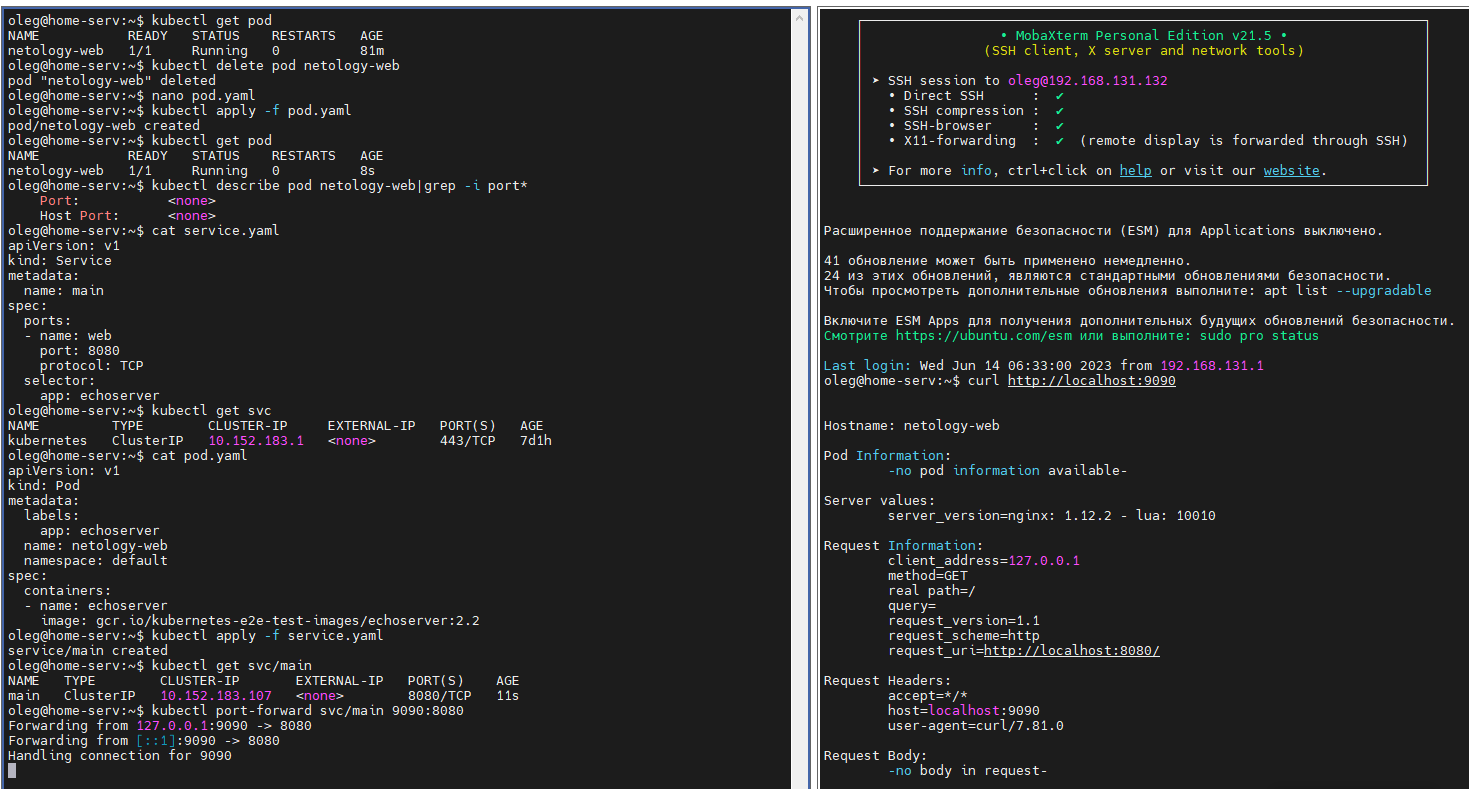 oleg@home-serv:~$ kubectl get pod
NAME           READY   STATUS    RESTARTS   AGE
netology-web   1/1     Running   0          81m
oleg@home-serv:~$ kubectl delete pod netology-web
pod "netology-web" deleted
oleg@home-serv:~$ nano pod.yaml
oleg@home-serv:~$ kubectl apply -f pod.yaml
pod/netology-web created
oleg@home-serv:~$ kubectl get pod
NAME           READY   STATUS    RESTARTS   AGE
netology-web   1/1     Running   0          8s
oleg@home-serv:~$ kubectl describe pod netology-web|grep -i port*
    Port:           <none>
    Host Port:      <none>
oleg@home-serv:~$ cat service.yaml
apiVersion: v1
kind: Service
metadata:
  name: main
spec:
  ports:
  - name: web
    port: 8080
    protocol: TCP
  selector:
    app: echoserver
oleg@home-serv:~$ kubectl get svc
NAME         TYPE        CLUSTER-IP     EXTERNAL-IP   PORT(S)   AGE
kubernetes   ClusterIP   10.152.183.1   <none>        443/TCP   7d1h
oleg@home-serv:~$ cat pod.yaml
apiVersion: v1
kind: Pod
metadata:
  labels:
    app: echoserver
  name: netology-web
  namespace: default
spec:
  containers:
  - name: echoserver
    image: gcr.io/kubernetes-e2e-test-images/echoserver:2.2
oleg@home-serv:~$ kubectl apply -f service.yaml
service/main created
oleg@home-serv:~$ kubectl get svc/main
NAME   TYPE        CLUSTER-IP       EXTERNAL-IP   PORT(S)    AGE
main   ClusterIP   10.152.183.107   <none>        8080/TCP   11s
oleg@home-serv:~$ kubectl port-forward svc/main 9090:8080
Forwarding from 127.0.0.1:9090 -> 8080
Forwarding from [::1]:9090 -> 8080
Handling connection for 9090
• MobaXterm Personal Edition v21.5 •
(SSH client, X server and network tools)
➤ SSH session to oleg@192.168.131.132
• Direct SSH      :  ✔
• SSH compression :  ✔
• SSH-browser     :  ✔
• X11-forwarding  :  ✔  (remote display is forwarded through SSH)
➤ For more info, ctrl+click on help or visit our website.
Расширенное поддержание безопасности (ESM) для Applications выключено.
41 обновление может быть применено немедленно.
24 из этих обновлений, являются стандартными обновлениями безопасности.
Чтобы просмотреть дополнительные обновления выполните: apt list --upgradable
Включите ESM Apps для получения дополнительных будущих обновлений безопасности.
Смотрите https://ubuntu.com/esm или выполните: sudo pro status
Last login: Wed Jun 14 06:33:00 2023 from 192.168.131.1
oleg@home-serv:~$ curl http://localhost:9090
Hostname: netology-web
Pod Information:
        -no pod information available-
Server values:
        server_version=nginx: 1.12.2 - lua: 10010
Request Information:
        client_address=127.0.0.1
        method=GET
        real path=/
        query=
        request_version=1.1
        request_scheme=http
        request_uri=http://localhost:8080/
Request Headers:
        accept=*/*
        host=localhost:9090
        user-agent=curl/7.81.0
Request Body:
        -no body in request-